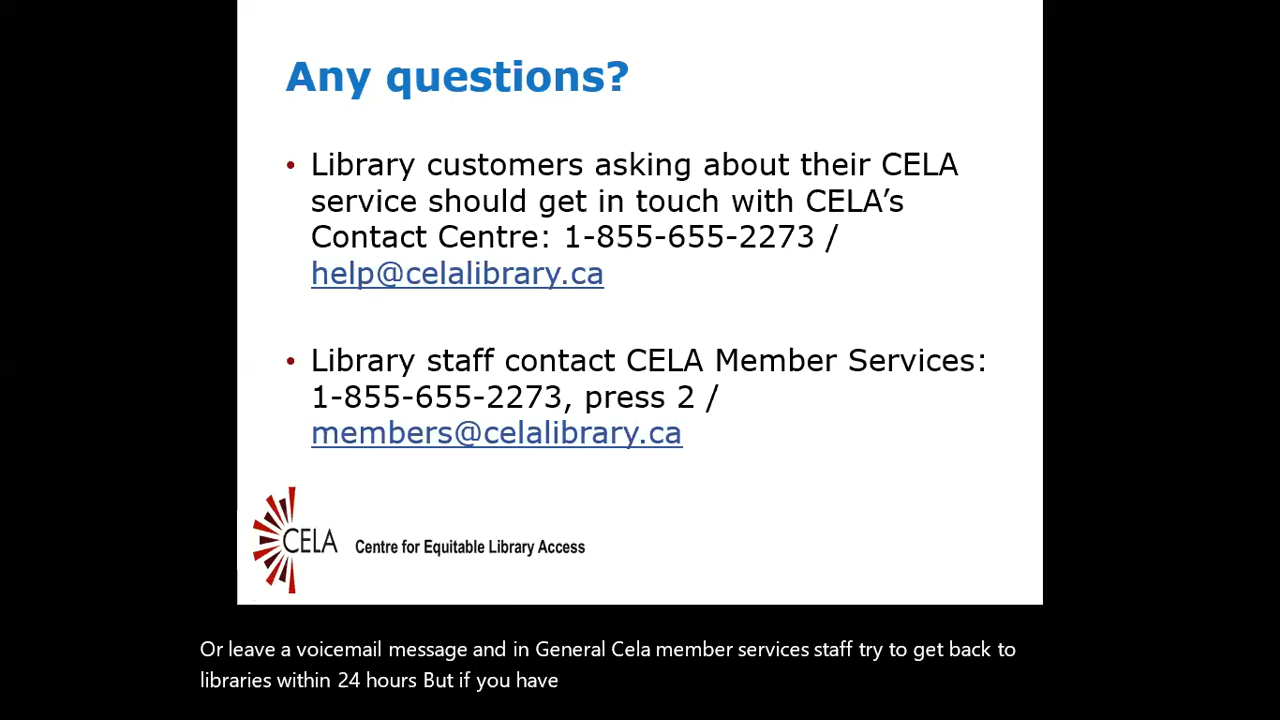 Any questions?
• Library customers asking about their CELA
service should get in touch with CELA’s
Contact Centre: 1-855-655-2273 /
help@celalibrary.ca
• Library staff contact CELA Member Services:
1-855-655-2273, press 2 /
members@celalibrary.ca
CELA Centre for Equitable Library Access
Or leave a voicemail message and in General Cela member services staff try to get back to
libraries within 24 hours But if you have